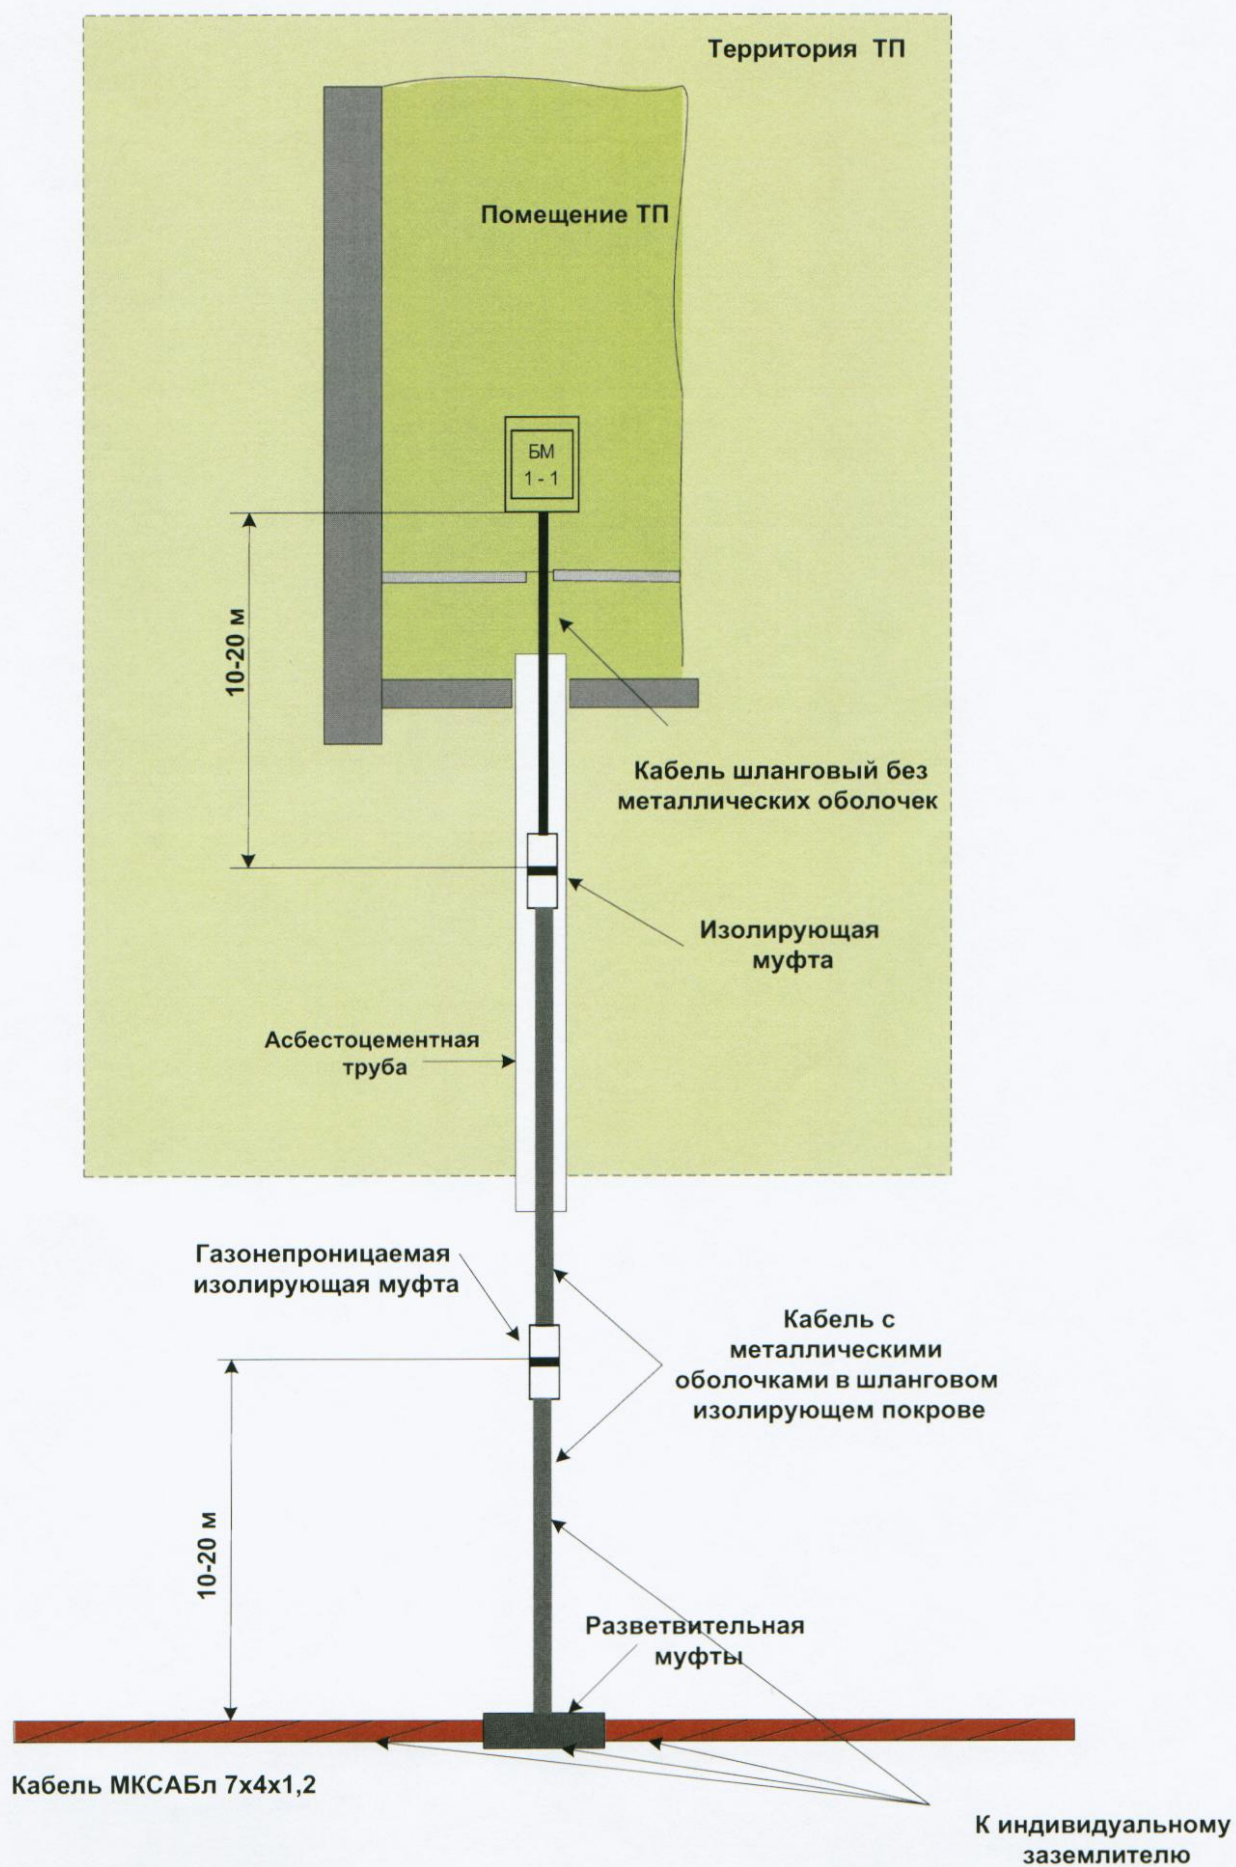 Территория ТП
Помещение ТП
БМ
1 - 1
10-20 м
Кабель шланговый без
металлических оболочек
Изолирующая
муфта
Асбестоцементная
труба
Газонепроницаемая
изолирующая муфта
Кабель с
металлическими
оболочками в шланговом
изолирующем покрове
10-20 м
Разветвительная
муфты
Кабель МКСАБл 7х4х1,2
К индивидуальному
заземлителю